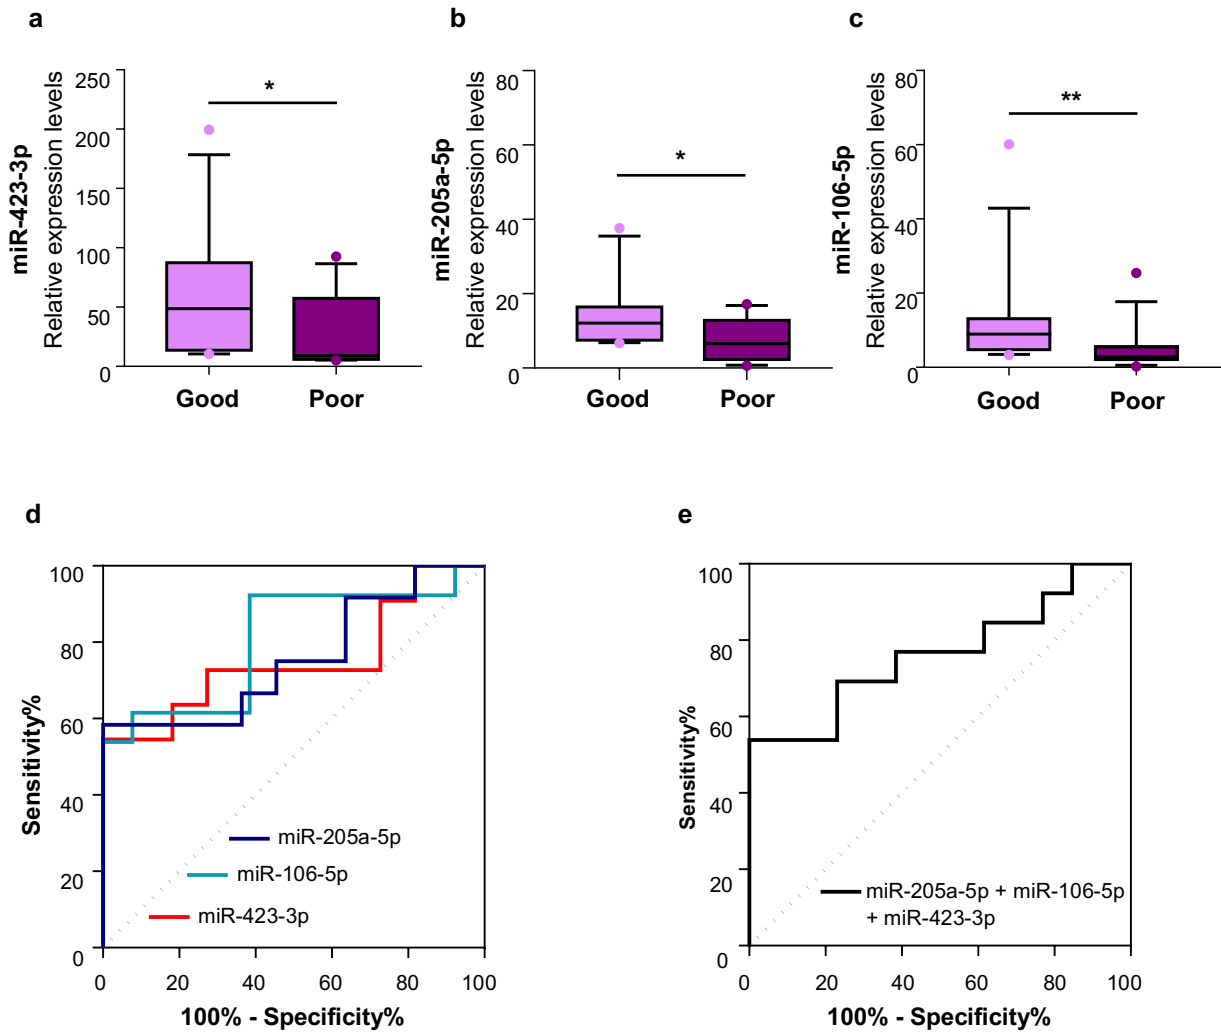 a
b
c
miR-423-3p
Relative expression levels
250
200
150
100
50
0
*
Good
Poor
miR-205a-5p
Relative expression levels
80
60
40
20
0
*
Good
Poor
miR-106-5p
Relative expression levels
80
60
40
20
0
**
Good
Poor
d
Sensitivity%
100
80
60
40
20
0
miR-205a-5p
miR-106-5p
miR-423-3p
0 20 40 60 80 100
100% - Specificity%
e
Sensitivity%
100
80
60
40
20
0
miR-205a-5p + miR-106-5p
+ miR-423-3p
0 20 40 60 80 100
100% - Specificity%